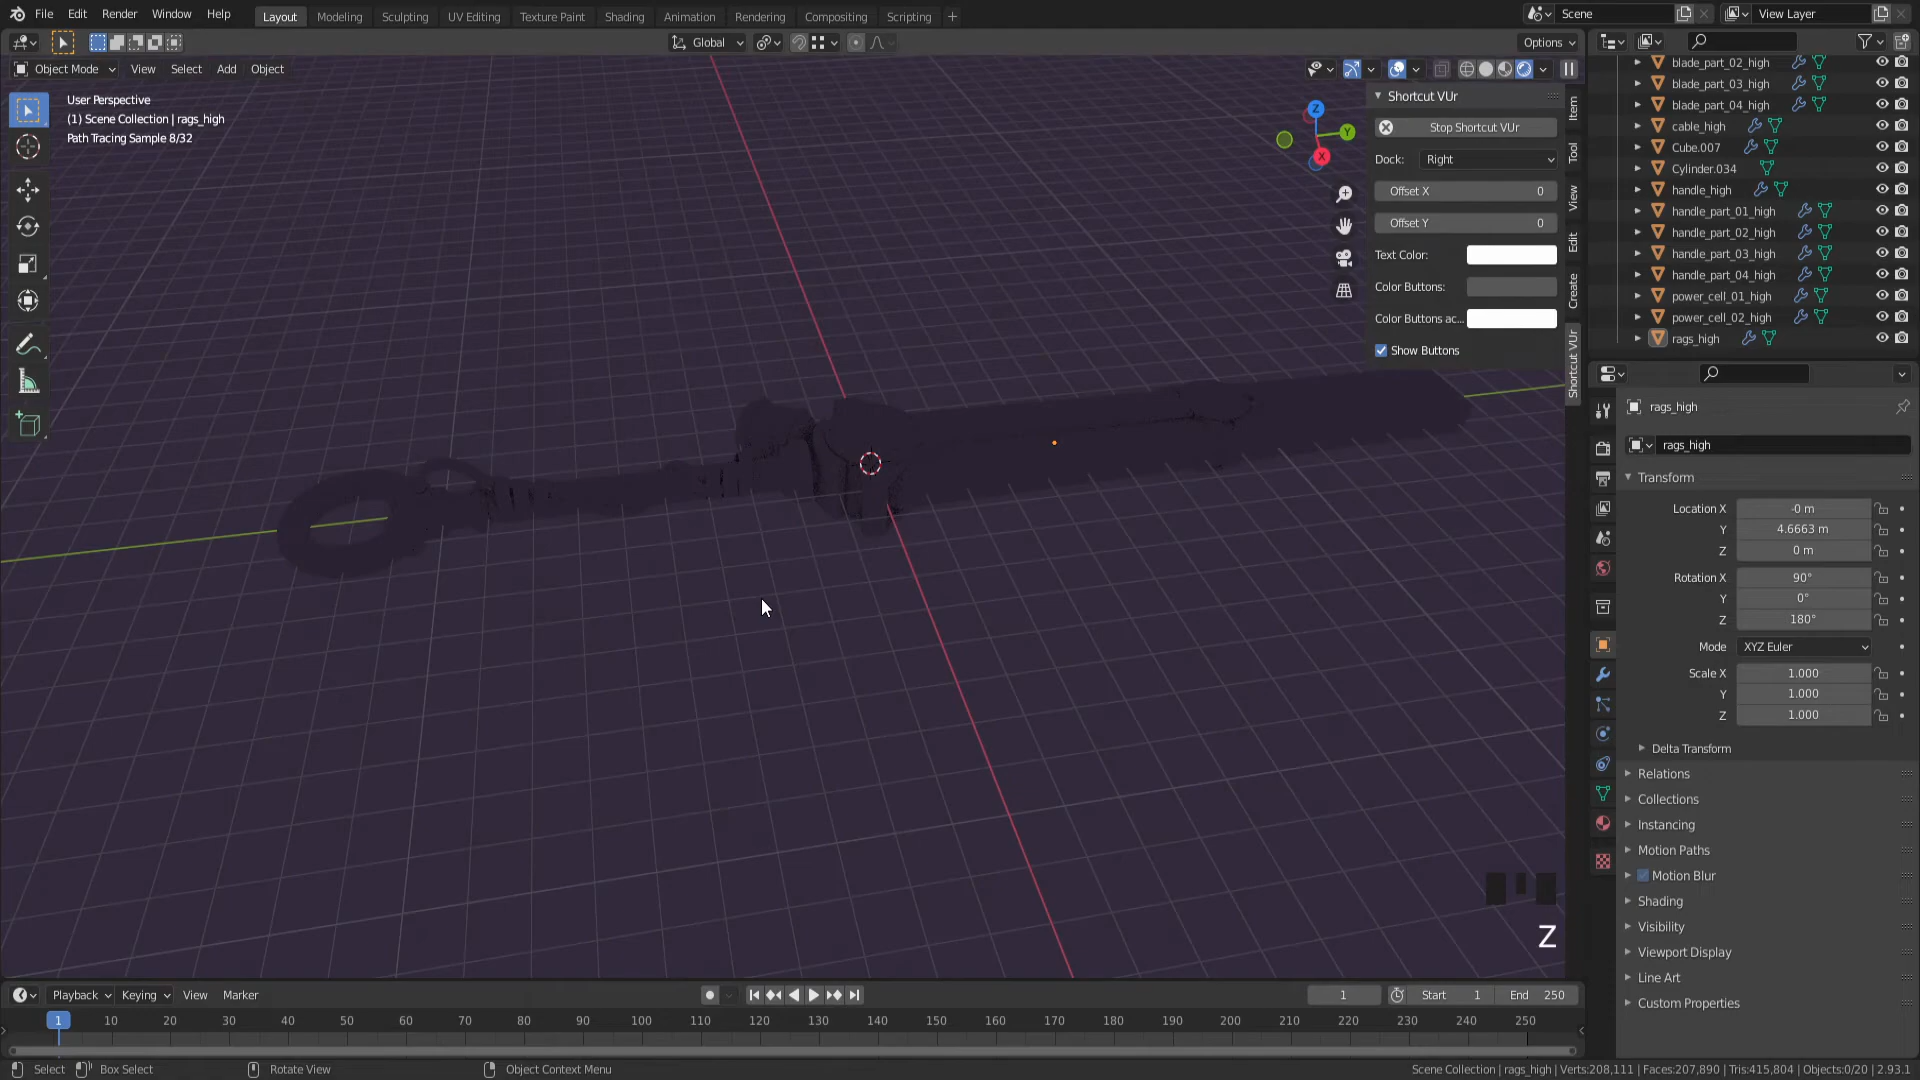 File Edit Render Window Help
Layout Modeling Sculpting UV Editing Texture Paint Shading Animation Rendering Compositing Scripting +
Scene
View Layer
Global
Options
Object Mode View Select Add Object
User Perspective
(1) Scene Collection | rags_high
Path Tracing Sample 8/32
Z
Y
X
Shortcut VUr
Stop Shortcut VUr
Dock: Right
Offset X 0
Offset Y 0
Text Color:
Color Buttons:
Color Buttons ac...
Show Buttons
Item
Tool
View
Edit
Create
Shortcut VUr
blade_part_02_high
blade_part_03_high
blade_part_04_high
cable_high
Cube.007
Cylinder.034
handle_high
handle_part_01_high
handle_part_02_high
handle_part_03_high
handle_part_04_high
power_cell_01_high
power_cell_02_high
rags_high
rags_high
rags_high
Transform
Location X -0 m
Y 4.6663 m
Z 0 m
Rotation X 90°
Y 0°
Z 180°
Mode XYZ Euler
Scale X 1.000
Y 1.000
Z 1.000
Delta Transform
Relations
Collections
Instancing
Motion Paths
Motion Blur
Shading
Visibility
Viewport Display
Line Art
Custom Properties
Z
Playback Keying View Marker
1 Start 1 End 250
1 10 20 30 40 50 60 70 80 90 100 110 120 130 140 150 160 170 180 190 200 210 220 230 240 250
Select Box Select Rotate View Object Context Menu
Scene Collection | rags_high | Verts:208,111 | Faces:207,890 | Tris:415,804 | Objects:0/20 | 2.93.1